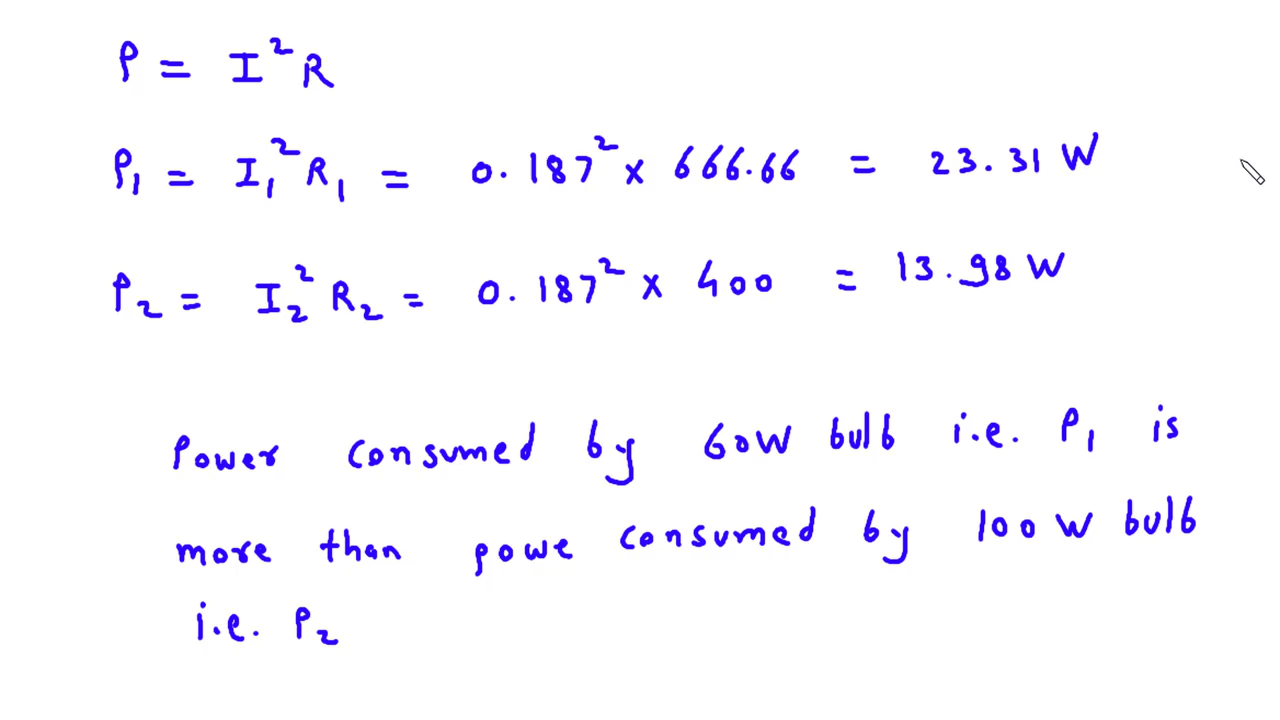 P = I²R
P₁ = I₁²R₁ = 0.187² × 666.66 = 23.31 W
P₂ = I₂²R₂ = 0.187² × 400 = 13.98 W
Power consumed by 60W bulb i.e. P₁ is
more than powe consumed by 100W bulb
i.e. P₂